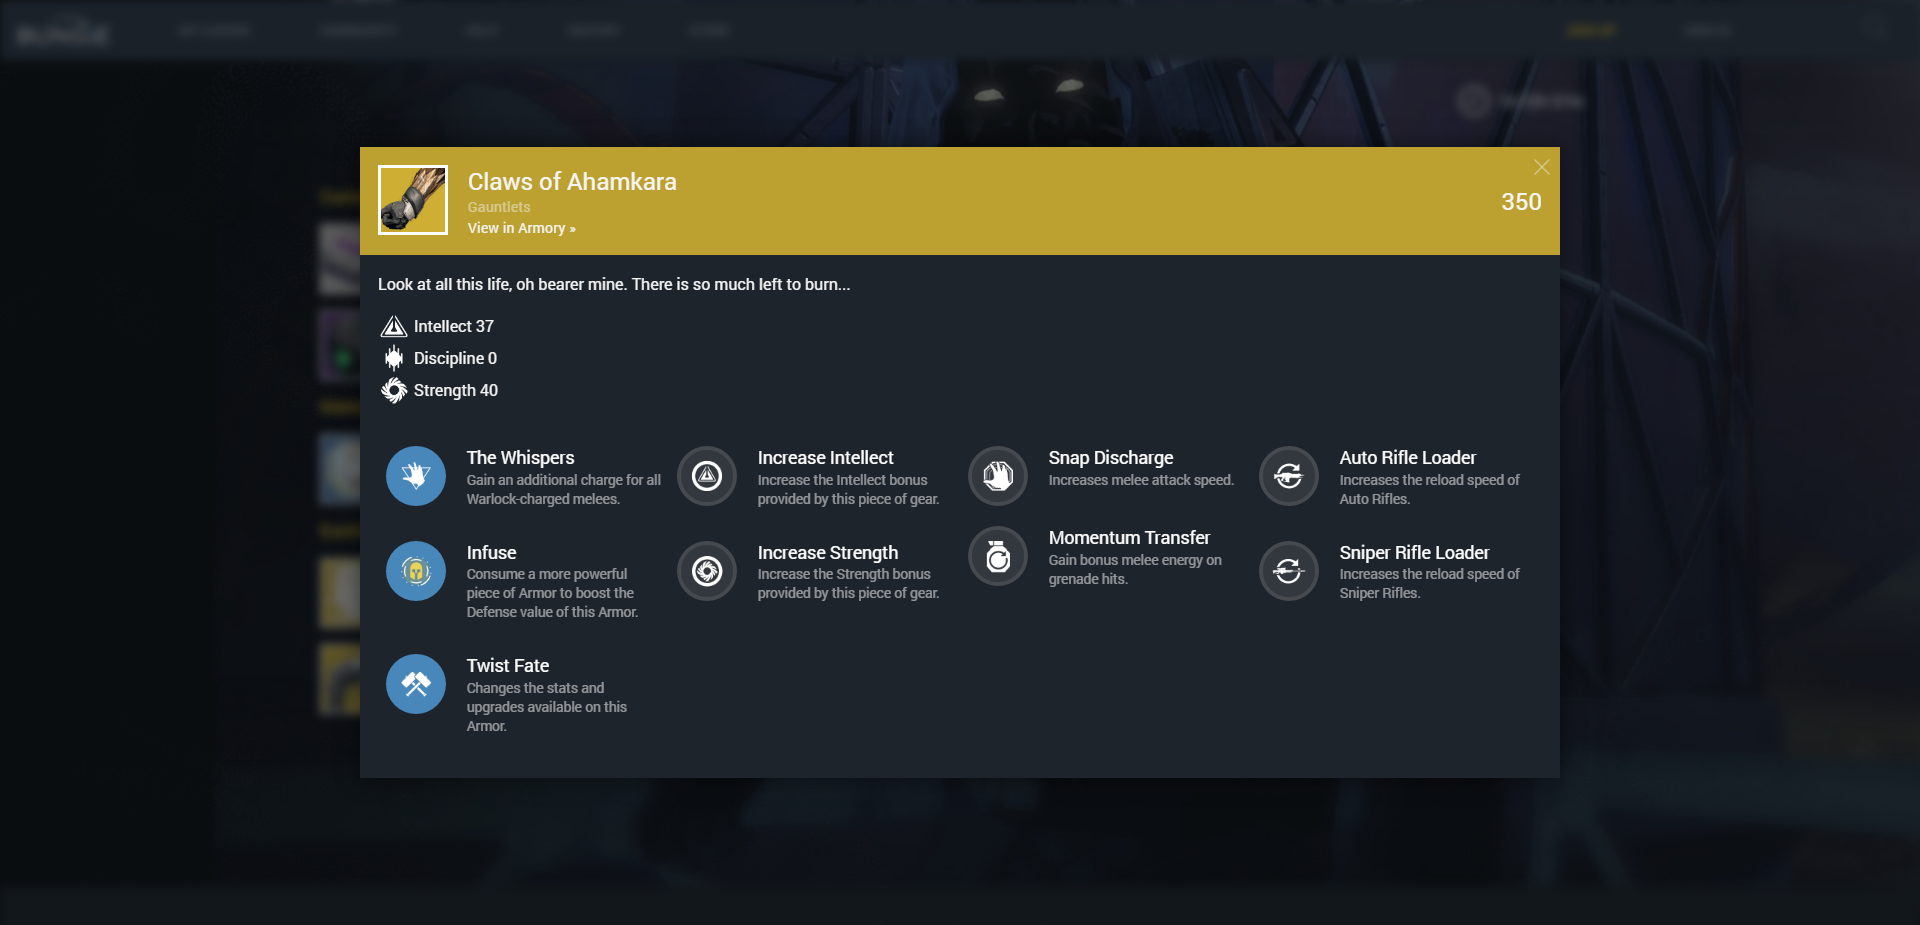 Claws of Ahamkara
Gauntlets
View in Armory »
350
Look at all this life, oh bearer mine. There is so much left to burn...
Intellect 37
Discipline 0
Strength 40
The Whispers
Gain an additional charge for all
Warlock-charged melees.
Increase Intellect
Increase the Intellect bonus
provided by this piece of gear.
Snap Discharge
Increases melee attack speed.
Auto Rifle Loader
Increases the reload speed of
Auto Rifles.
Infuse
Consume a more powerful
piece of Armor to boost the
Defense value of this Armor.
Increase Strength
Increase the Strength bonus
provided by this piece of gear.
Momentum Transfer
Gain bonus melee energy on
grenade hits.
Sniper Rifle Loader
Increases the reload speed of
Sniper Rifles.
Twist Fate
Changes the stats and
upgrades available on this
Armor.